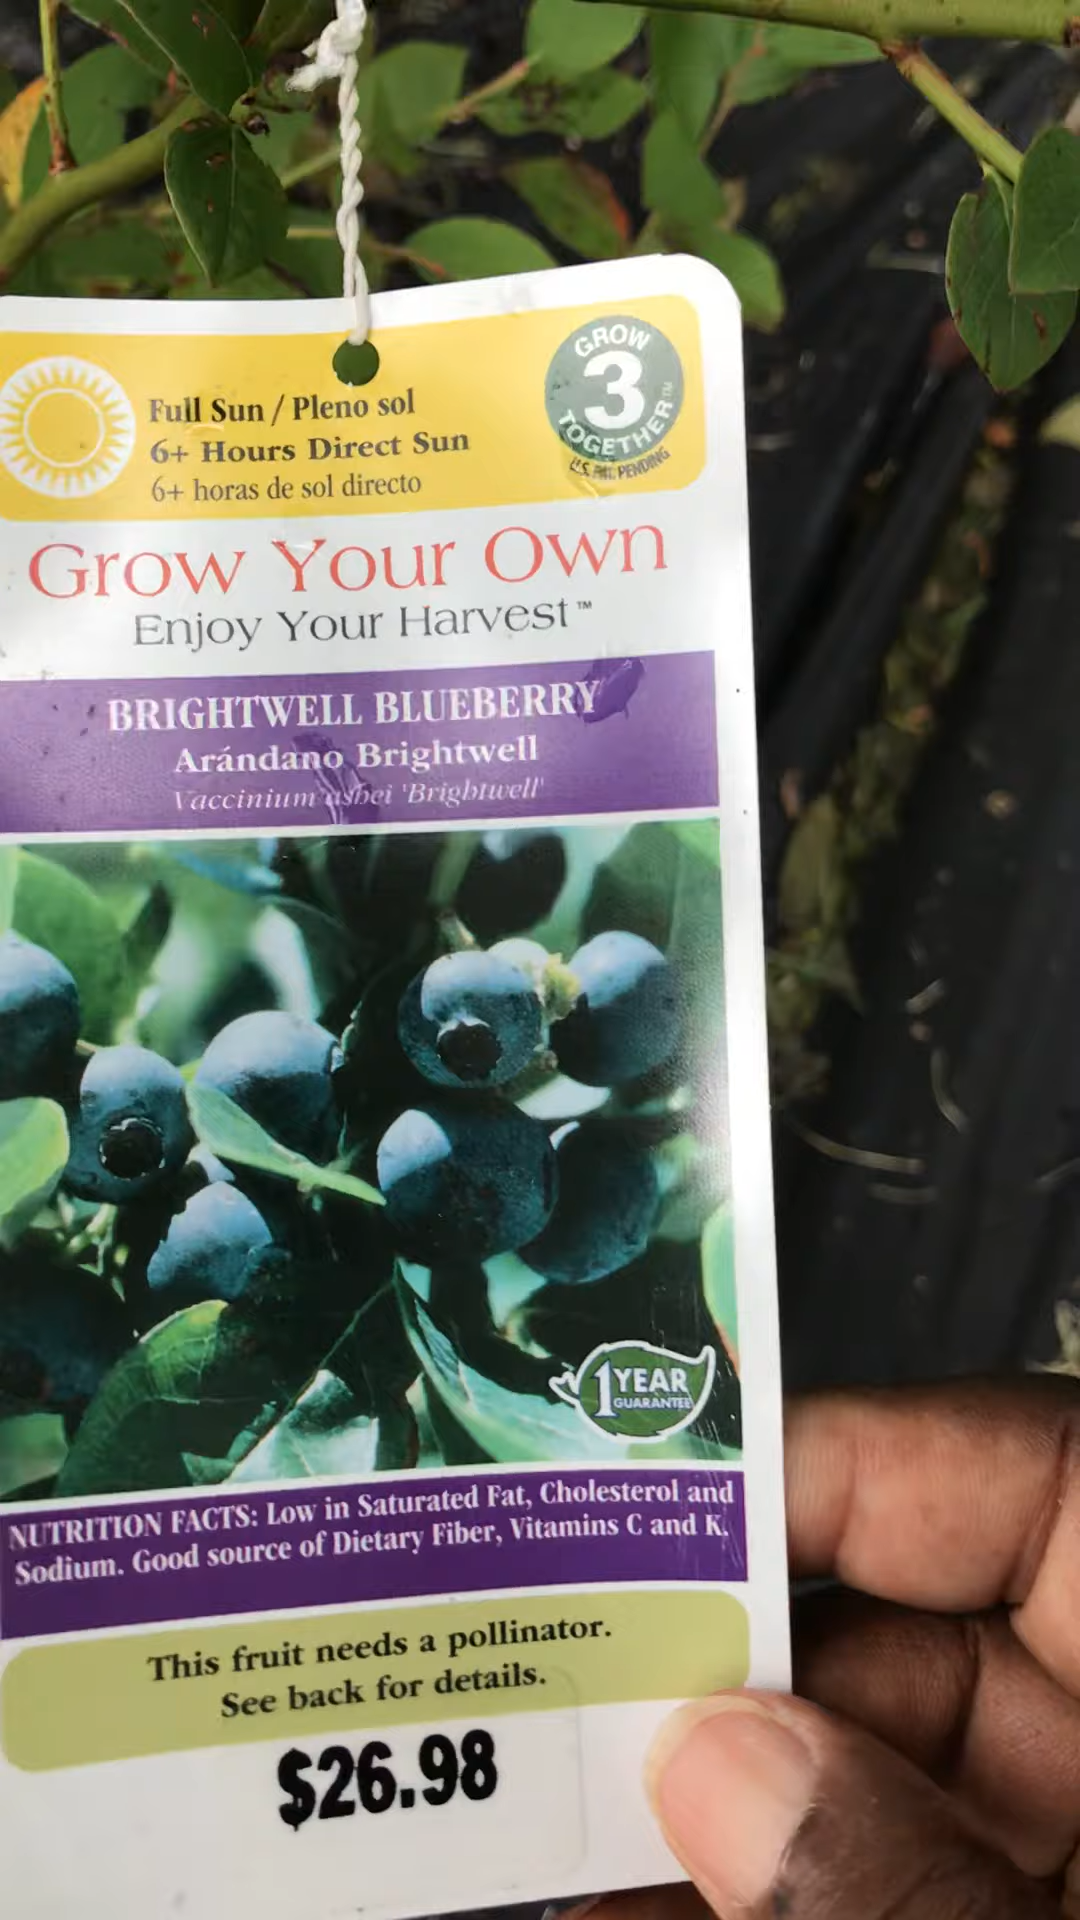 Full Sun / Pleno sol
6+ Hours Direct Sun
6+ horas de sol directo
GROW
3
TOGETHER™
U.S. PAT. PENDING
Grow Your Own
Enjoy Your Harvest™
BRIGHTWELL BLUEBERRY
Arándano Brightwell
Vaccinium ashei 'Brightwell'
1 YEAR
GUARANTEE
NUTRITION FACTS: Low in Saturated Fat, Cholesterol and
Sodium. Good source of Dietary Fiber, Vitamins C and K.
This fruit needs a pollinator.
See back for details.
$26.98